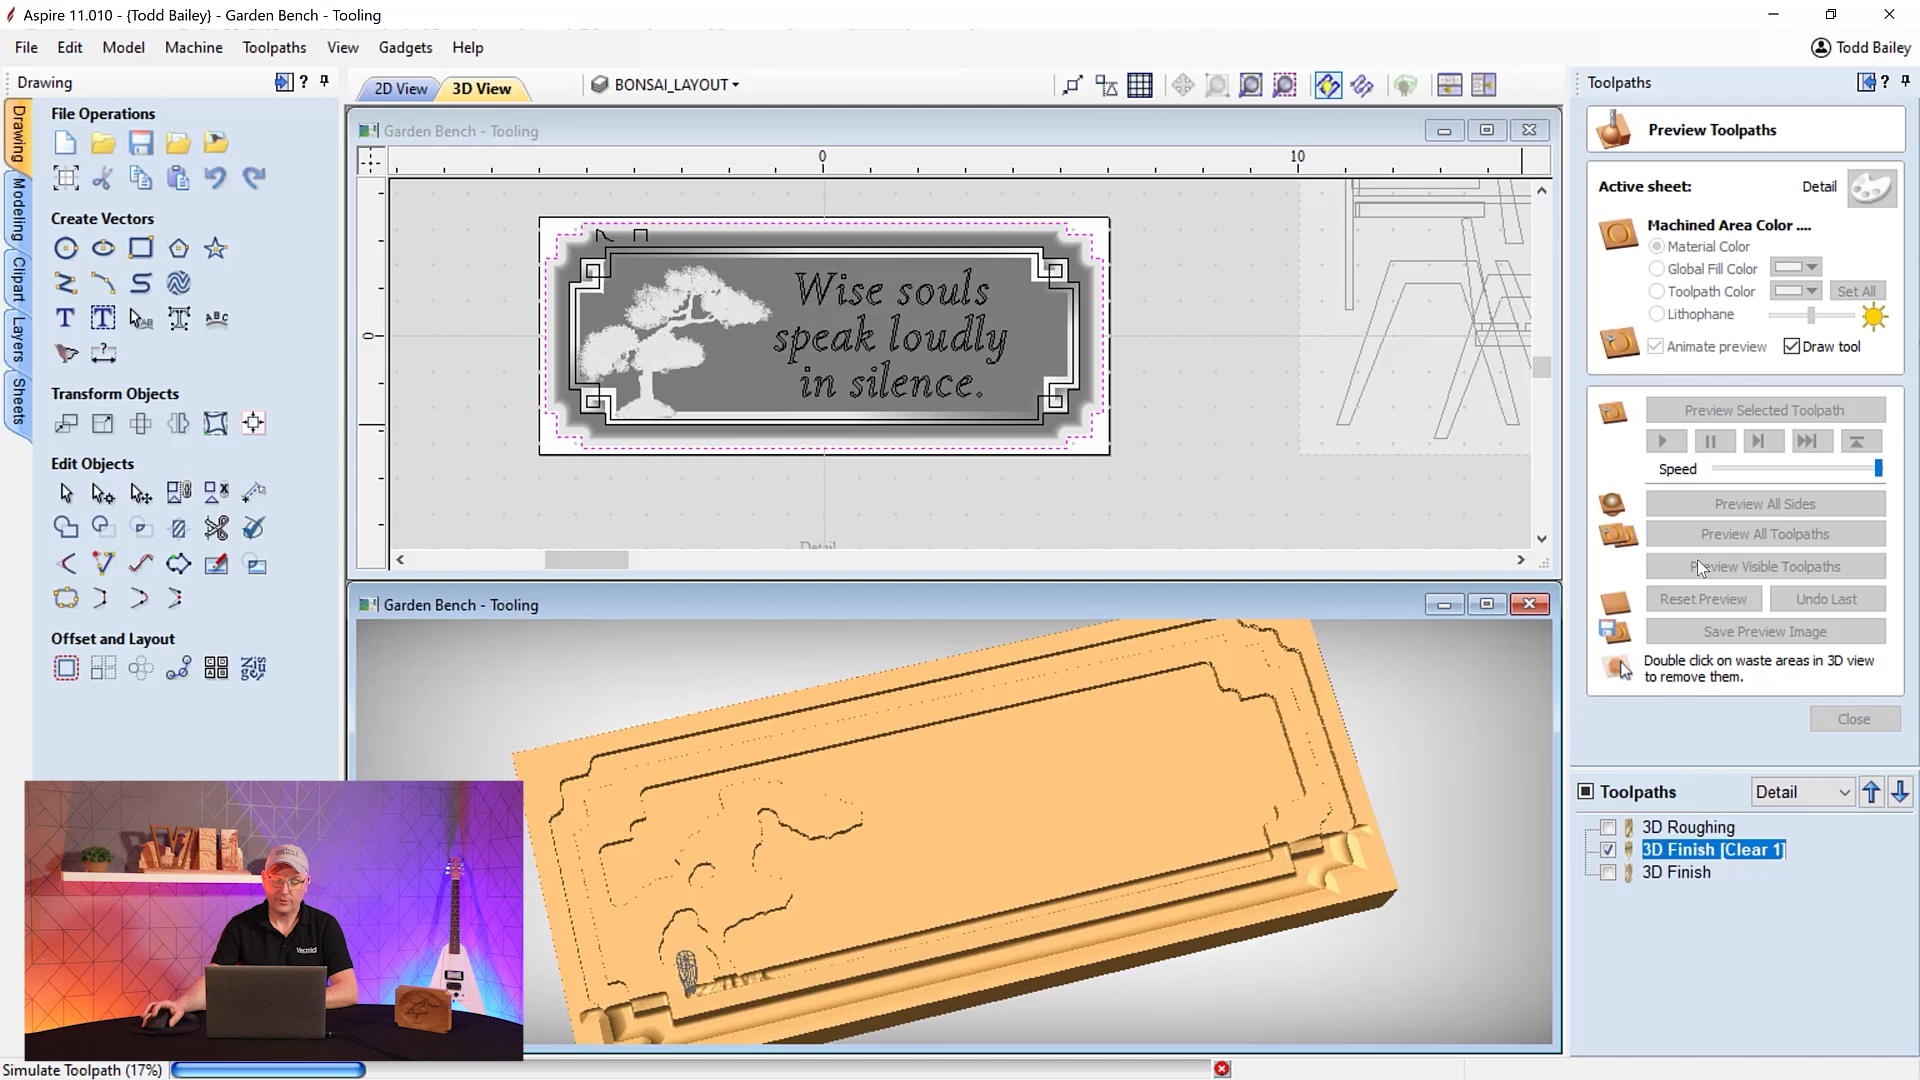 Aspire 11.010 - {Todd Bailey} - Garden Bench - Tooling
File Edit Model Machine Toolpaths View Gadgets Help
Todd Bailey
Drawing
Drawing
Modeling
Clipart
Layers
Sheets
File Operations
Create Vectors
Transform Objects
Edit Objects
Offset and Layout
2D View
3D View
BONSAI_LAYOUT
Garden Bench - Tooling
0
10
0
Wise souls
speak loudly
in silence.
Detail
Garden Bench - Tooling
Vectric
Toolpaths
Preview Toolpaths
Active sheet: Detail
Machined Area Color ....
Material Color
Global Fill Color
Toolpath Color Set All
Lithophane
Animate preview Draw tool
Preview Selected Toolpath
Speed
Preview All Sides
Preview All Toolpaths
Preview Visible Toolpaths
Reset Preview Undo Last
Save Preview Image
Double click on waste areas in 3D view
to remove them.
Close
Toolpaths Detail
3D Roughing
3D Finish [Clear 1]
3D Finish
Simulate Toolpath (17%)